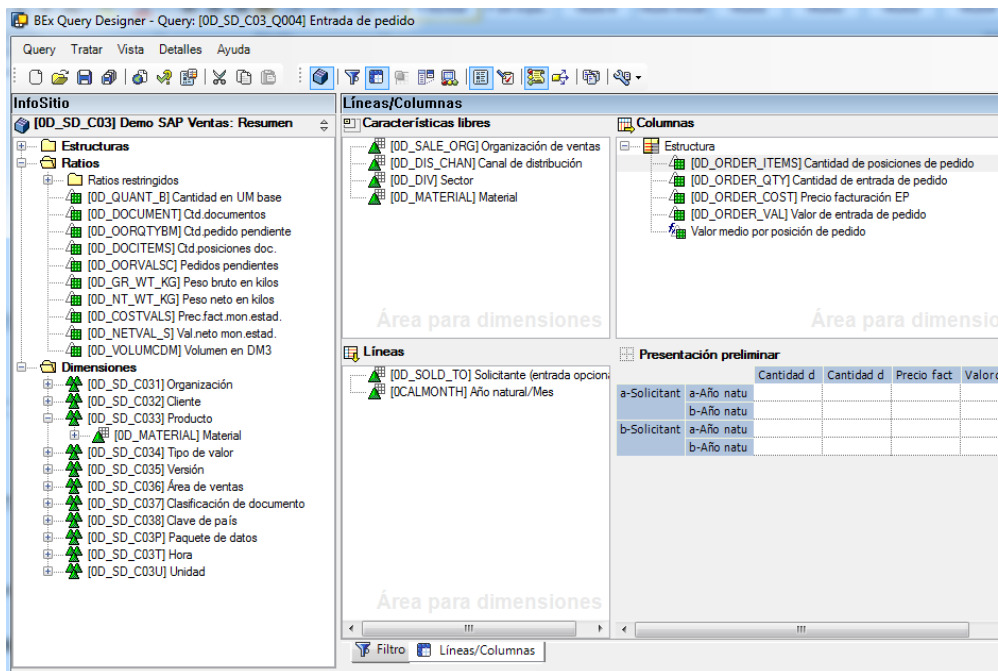 BEx Query Designer - Query: [0D_SD_C03_Q004] Entrada de pedido
Query Tratar Vista Detalles Ayuda
InfoSitio
[0D_SD_C03] Demo SAP Ventas: Resumen
Estructuras
Ratios
Ratios restringidos
[0D_QUANT_B] Cantidad en UM base
[0D_DOCUMENT] Ctd.documentos
[0D_OORQTYBM] Ctd.pedido pendiente
[0D_DOCITEMS] Ctd.posiciones doc.
[0D_OORVALSC] Pedidos pendientes
[0D_GR_WT_KG] Peso bruto en kilos
[0D_NT_WT_KG] Peso neto en kilos
[0D_COSTVALS] Prec.fact.mon.estad.
[0D_NETVAL_S] Val.neto mon.estad.
[0D_VOLUMCDM] Volumen en DM3
Dimensiones
[0D_SD_C031] Organización
[0D_SD_C032] Cliente
[0D_SD_C033] Producto
[0D_MATERIAL] Material
[0D_SD_C034] Tipo de valor
[0D_SD_C035] Versión
[0D_SD_C036] Área de ventas
[0D_SD_C037] Clasificación de documento
[0D_SD_C038] Clave de país
[0D_SD_C03P] Paquete de datos
[0D_SD_C03T] Hora
[0D_SD_C03U] Unidad
Líneas/Columnas
Características libres
[0D_SALE_ORG] Organización de ventas
[0D_DIS_CHAN] Canal de distribución
[0D_DIV] Sector
[0D_MATERIAL] Material
Área para dimensiones
Columnas
Estructura
[0D_ORDER_ITEMS] Cantidad de posiciones de pedido
[0D_ORDER_QTY] Cantidad de entrada de pedido
[0D_ORDER_COST] Precio facturación EP
[0D_ORDER_VAL] Valor de entrada de pedido
Valor medio por posición de pedido
Área para dimensio
Líneas
[0D_SOLD_TO] Solicitante (entrada opcion
[0CALMONTH] Año natural/Mes
Área para dimensiones
Presentación preliminar
Cantidad d Cantidad d Precio fact Valor
a-Solicitant a-Año natu
b-Año natu
b-Solicitant a-Año natu
b-Año natu
Filtro Líneas/Columnas